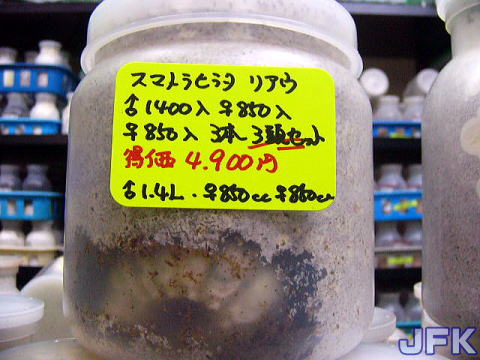 スマトラヒラタ リアウ
♂1400入 ♀850入
♀850入 3本 3頭セット
得価 4.900円
♂1.4L . ♀850cc ♀850cc
JFK